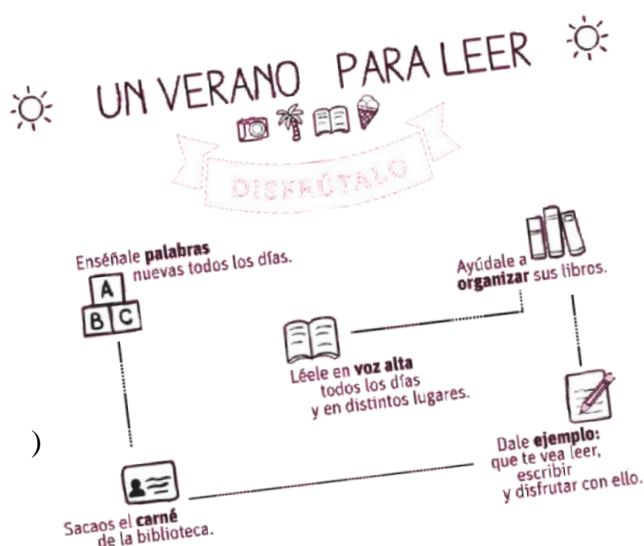 UN VERANO PARA LEER
DISFRÚTALO
Enséñale palabras
nuevas todos los días.
A
B C
Ayúdale a
organizar sus libros.
Léele en voz alta
todos los días
y en distintos lugares.
)
Dale ejemplo:
que te vea leer,
escribir
y disfrutar con ello.
Sacaos el carné
de la biblioteca.